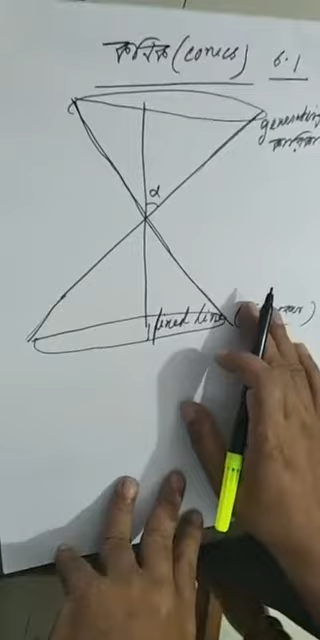 কণিক (conics) 6.1
generating
α
fixed line (